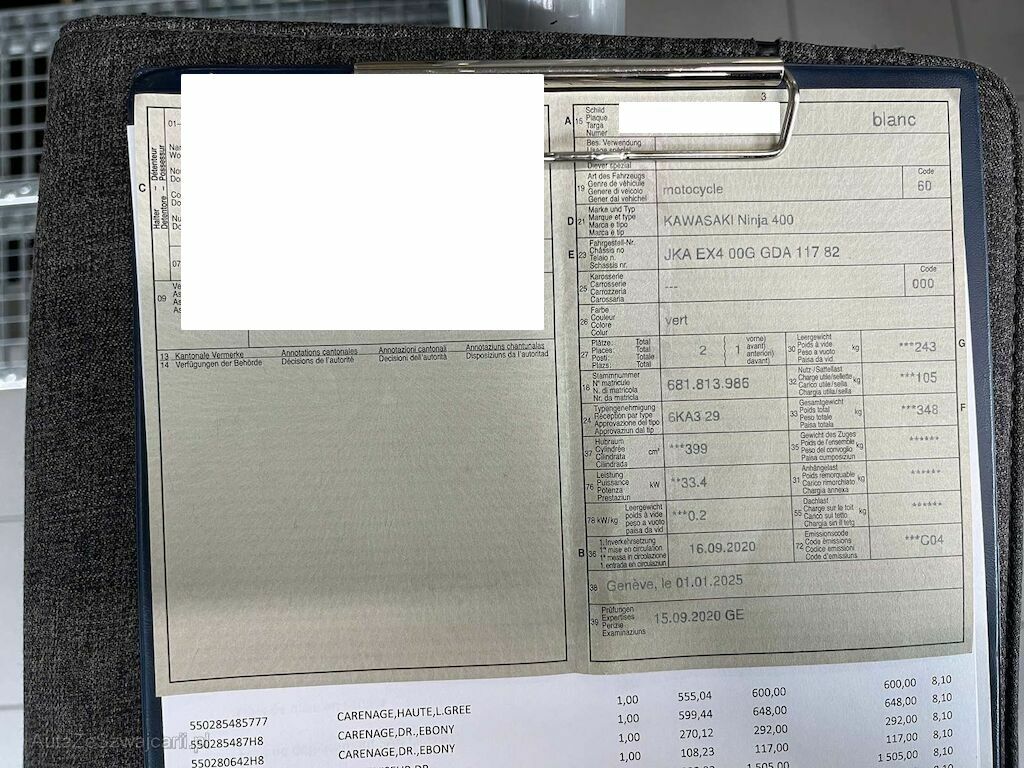 3
C
Halter – Détenteur
Detentore – Possessur
01-
07
09
13 Kantonale Vermerke Annotations cantonales Annotazioni cantonali Annotaziuns chantunalas
14 Verfügungen der Behörde Décisions de l'autorité Decisioni dell'autorità Disposiziuns da l'autoritad
A 15 Schild
Plaque
Targa
Numer
blanc
Bes. Verwendung
Diever spezial
19 Art des Fahrzeugs
Genre de véhicule
Genere di veicolo
Gener dal vehichel
motocycle
Code
60
D 21 Marke und Typ
Marque et type
Marca e tipo
Marca e tip
KAWASAKI Ninja 400
E 23 Fahrgestell-Nr.
Châssis no
Telaio n.
Schassis nr.
JKA EX4 00G GDA 117 82
25 Karosserie
Carrosserie
Carrozzeria
Carossaria
---
Code
000
26 Farbe
Couleur
Colore
Colur
vert
27 Plätze: Total
Places: Total
Posti: Totale
Plazs: Total
2
1
vorne)
avant)
anteriori)
davant)
30 Leergewicht
Poids à vide
Peso a vuoto
Paisa da vid
kg
***243
G
18 Stammnummer
N° matricule
N. di matricola
Nr. da matricla
681.813.986
32 Nutz-/Sattellast
Charge utile/sellette
Carico utile/sella
Chargia utila/sella
kg
***105
24 Typengenehmigung
Réception par type
Approvazione del tipo
Approvaziun dal tip
6KA3 29
33 Gesamtgewicht
Poids total
Peso totale
Paisa totala
kg
***348
F
37 Hubraum
Cylindrée
Cilindrata
Cilindrada
cm³
***399
35 Gewicht des Zuges
Poids de l'ensemble
Peso del convoglio
Paisa cumposiziun
kg
******
76 Leistung
Puissance
Potenza
Prestaziun
kW
**33.4
31 Anhängelast
Poids remorquable
Carico rimorchiato
Chargia annexa
kg
******
78 kW/kg Leergewicht
poids à vide
peso a vuoto
paisa da vid
***0.2
55 Dachlast
Charge sur le toit
Carico sul tetto
Chargia sin il tetg
kg
******
B 36 1. Inverkehrsetzung
1re mise en circulation
1a messa in circolazione
1. entrada en circulaziun
16.09.2020
72 Emissionscode
Code émissions
Codice emissioni
Code d'emissiuns
***G04
38 Genève, le 01.01.2025
39 Prüfungen
Expertises
Perizie
Examinaziuns
15.09.2020 GE
550285485777 CARENAGE,HAUTE,L.GREE 1,00 555,04 600,00 600,00 8,10
550285487H8 CARENAGE,DR.,EBONY 1,00 599,44 648,00 648,00 8,10
550280642H8 CARENAGE,DR.,EBONY 1,00 270,12 292,00 292,00 8,10
1,00 108,23 117,00 117,00 8,10
1 505,00 1 505,00 8,10